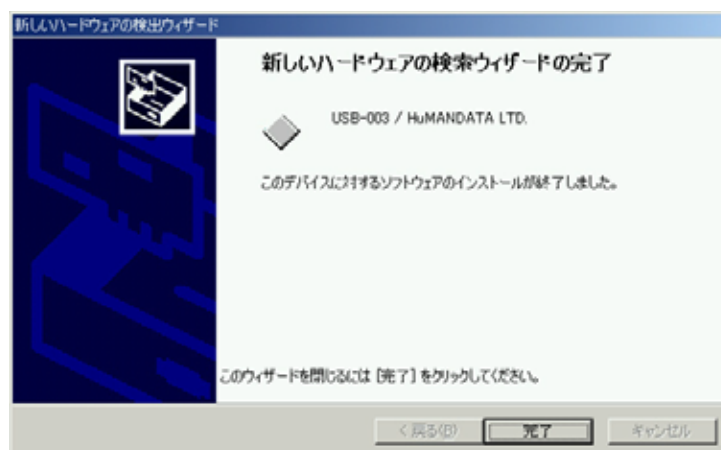 新しいハードウェアの検出ウィザード
新しいハードウェアの検索ウィザードの完了
USB-003 / HuMANDATA LTD.
このデバイスに対するソフトウェアのインストールが終了しました。
このウィザードを閉じるには [完了] をクリックしてください。
< 戻る(B) 完了 キャンセル